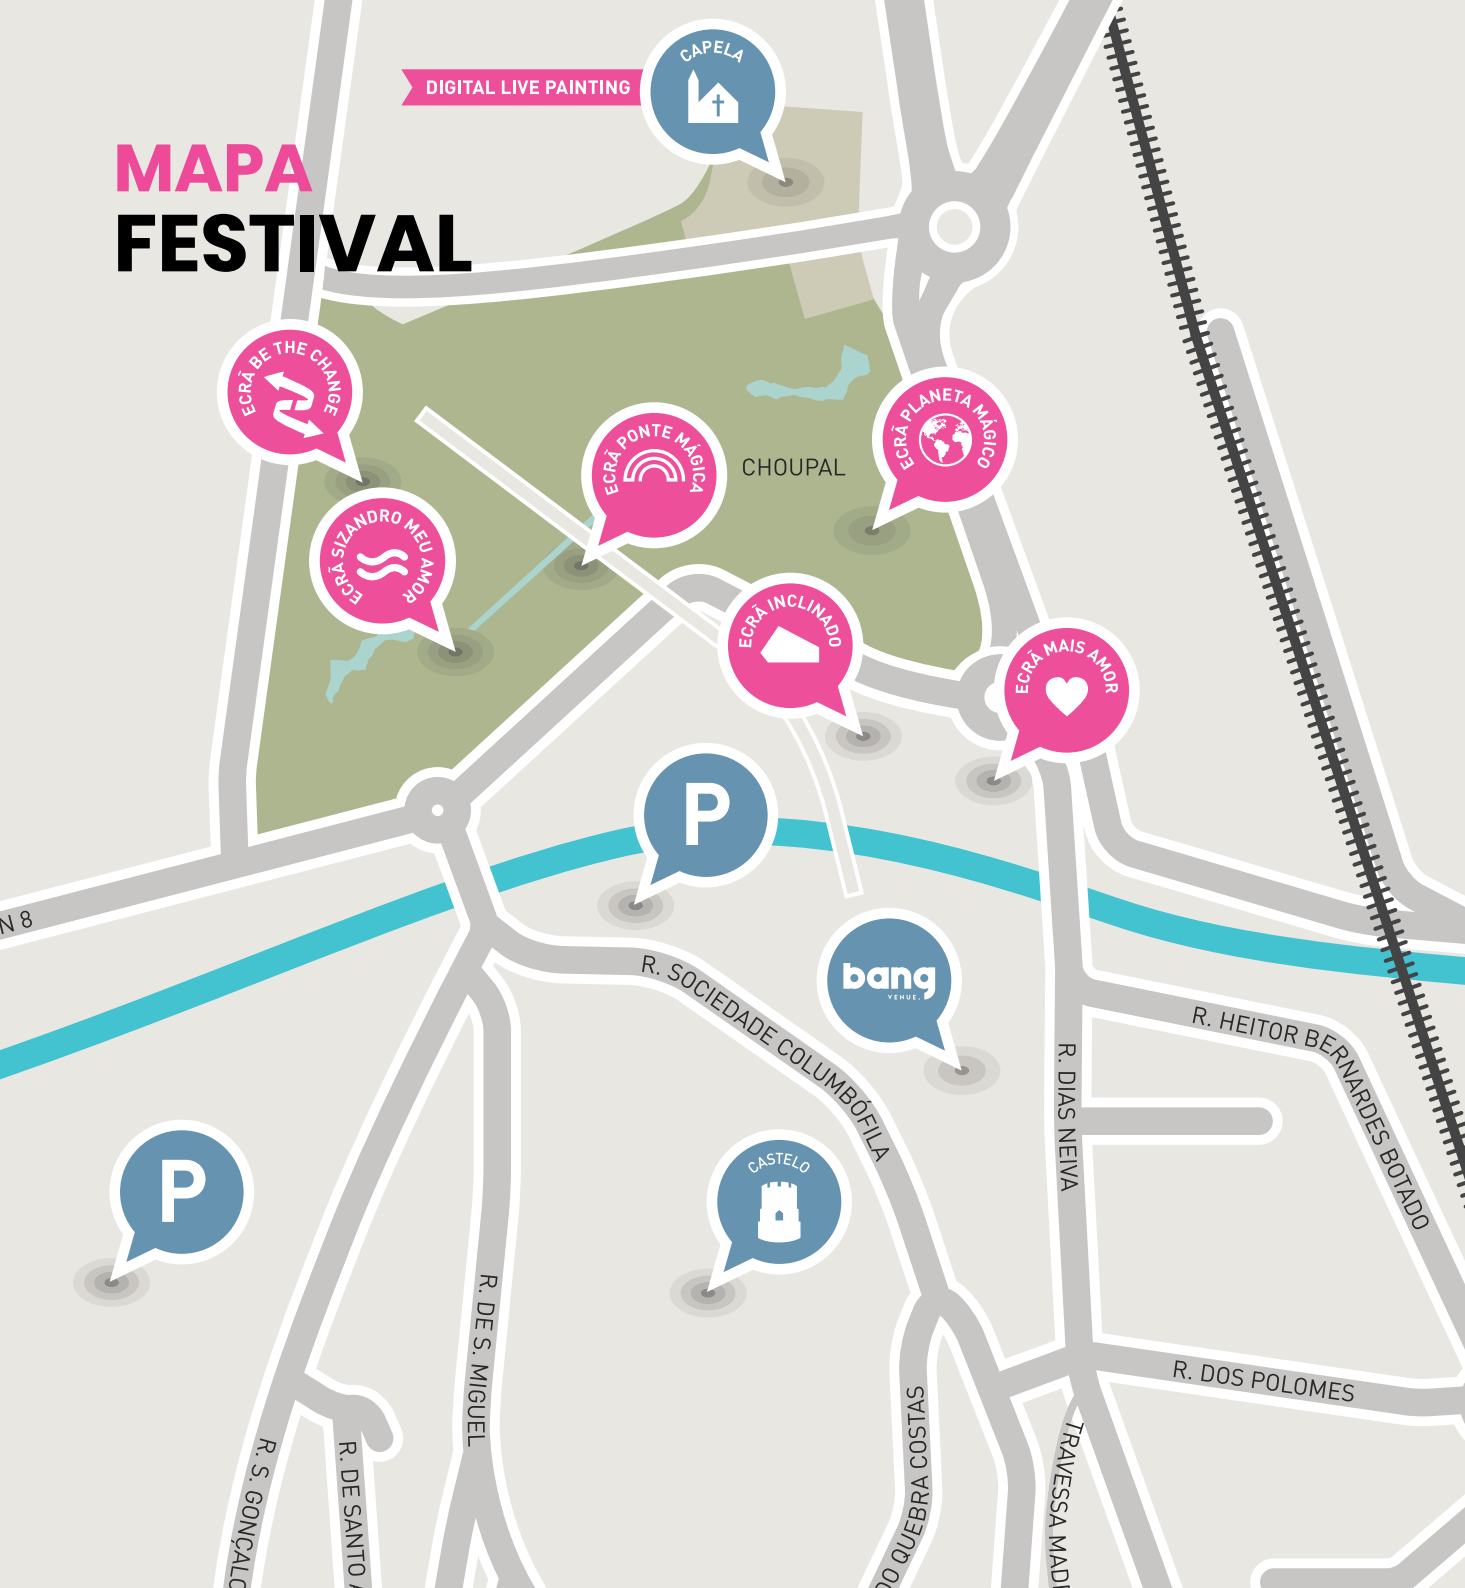 CAPELA
DIGITAL LIVE PAINTING
MAPA
FESTIVAL
ECRÃ BE THE CHANGE
ECRÃ PONTE MÁGICA
ECRÃ PLANETA MÁGICO
CHOUPAL
ECRÃ SIZANDRO MEU AMOR
ECRÃ INCLINADO
ECRÃ MAIS AMOR
P
N 8
bang
VENUE.
R. SOCIEDADE COLUMBÓFILA
R. HEITOR BERNARDES BOTADO
R. DIAS NEIVA
P
CASTELO
R. DE S. MIGUEL
R. DOS POLOMES
R. S. GONÇALO
R. DE SANTO
DO QUEBRA COSTAS
TRAVESSA